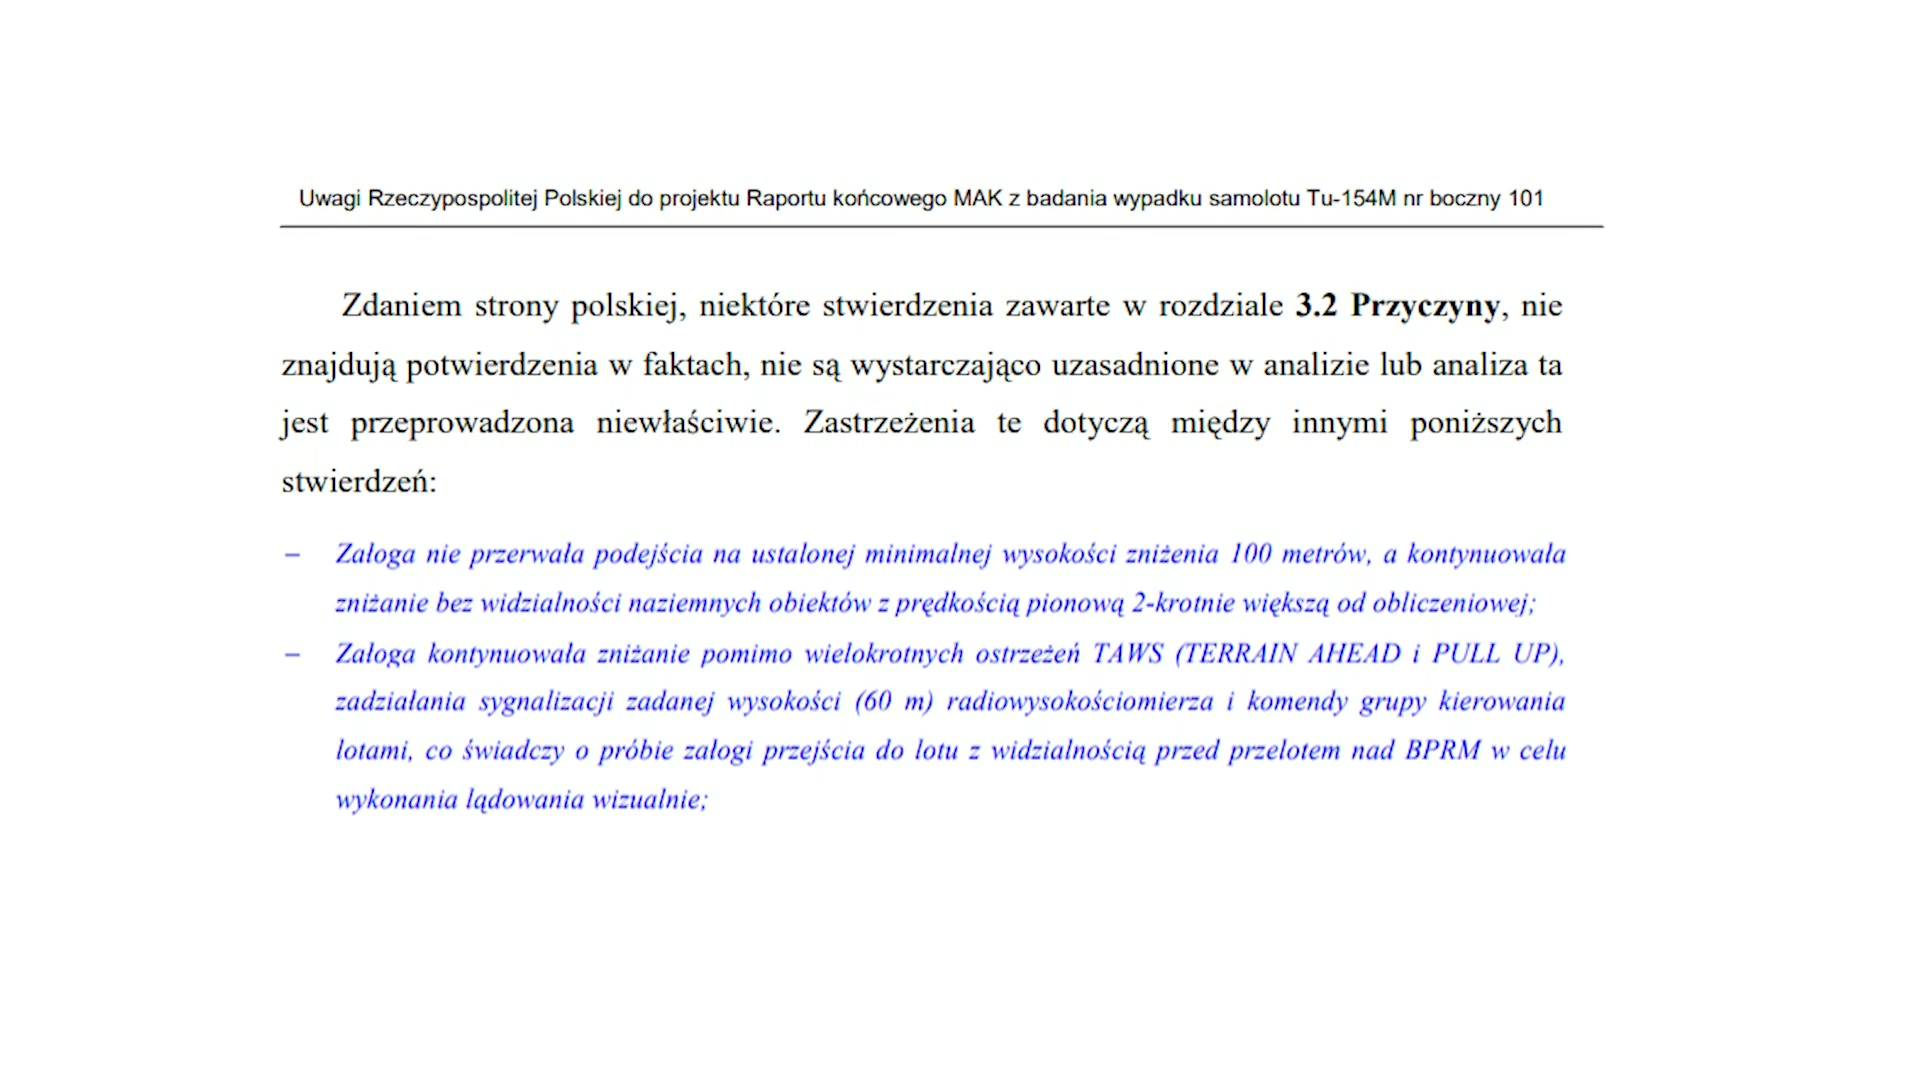 Uwagi Rzeczypospolitej Polskiej do projektu Raportu końcowego MAK z badania wypadku samolotu Tu-154M nr boczny 101
Zdaniem strony polskiej, niektóre stwierdzenia zawarte w rozdziale 3.2 Przyczyny, nie
znajdują potwierdzenia w faktach, nie są wystarczająco uzasadnione w analizie lub analiza ta
jest przeprowadzona niewłaściwie. Zastrzeżenia te dotyczą między innymi poniższych
stwierdzeń:
– Załoga nie przerwała podejścia na ustalonej minimalnej wysokości zniżenia 100 metrów, a kontynuowała
zniżanie bez widzialności naziemnych obiektów z prędkością pionową 2-krotnie większą od obliczeniowej;
– Załoga kontynuowała zniżanie pomimo wielokrotnych ostrzeżeń TAWS (TERRAIN AHEAD i PULL UP),
zadziałania sygnalizacji zadanej wysokości (60 m) radiowysokościomierza i komendy grupy kierowania
lotami, co świadczy o próbie załogi przejścia do lotu z widzialnością przed przelotem nad BPRM w celu
wykonania lądowania wizualnie;